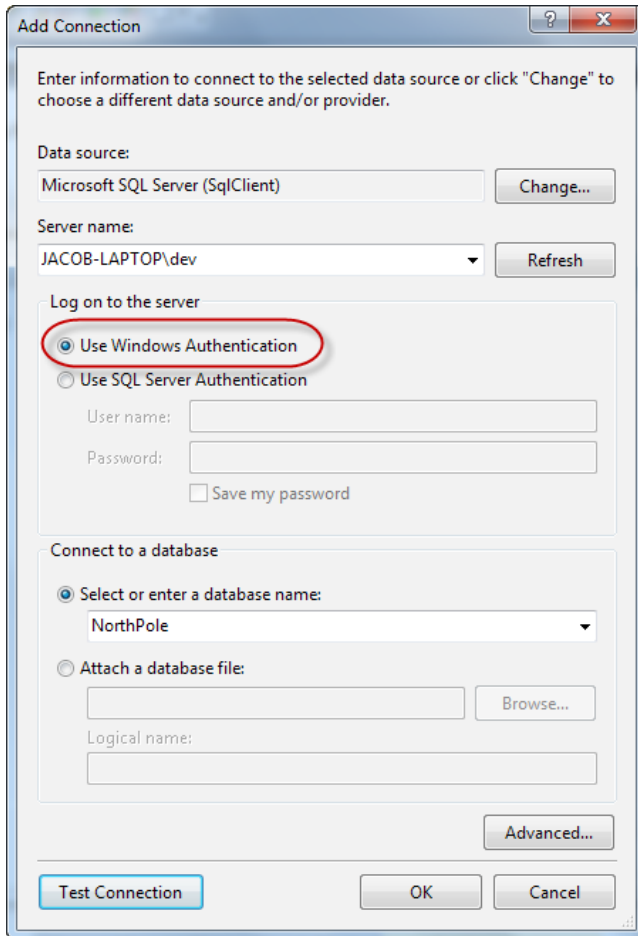 Add Connection
?
Enter information to connect to the selected data source or click "Change" to
choose a different data source and/or provider.
Data source:
Microsoft SQL Server (SqlClient)
Change...
Server name:
JACOB-LAPTOP\dev
Refresh
Log on to the server
Use Windows Authentication
Use SQL Server Authentication
User name:
Password:
Save my password
Connect to a database
Select or enter a database name:
NorthPole
Attach a database file:
Browse...
Logical name:
Advanced...
Test Connection
OK
Cancel